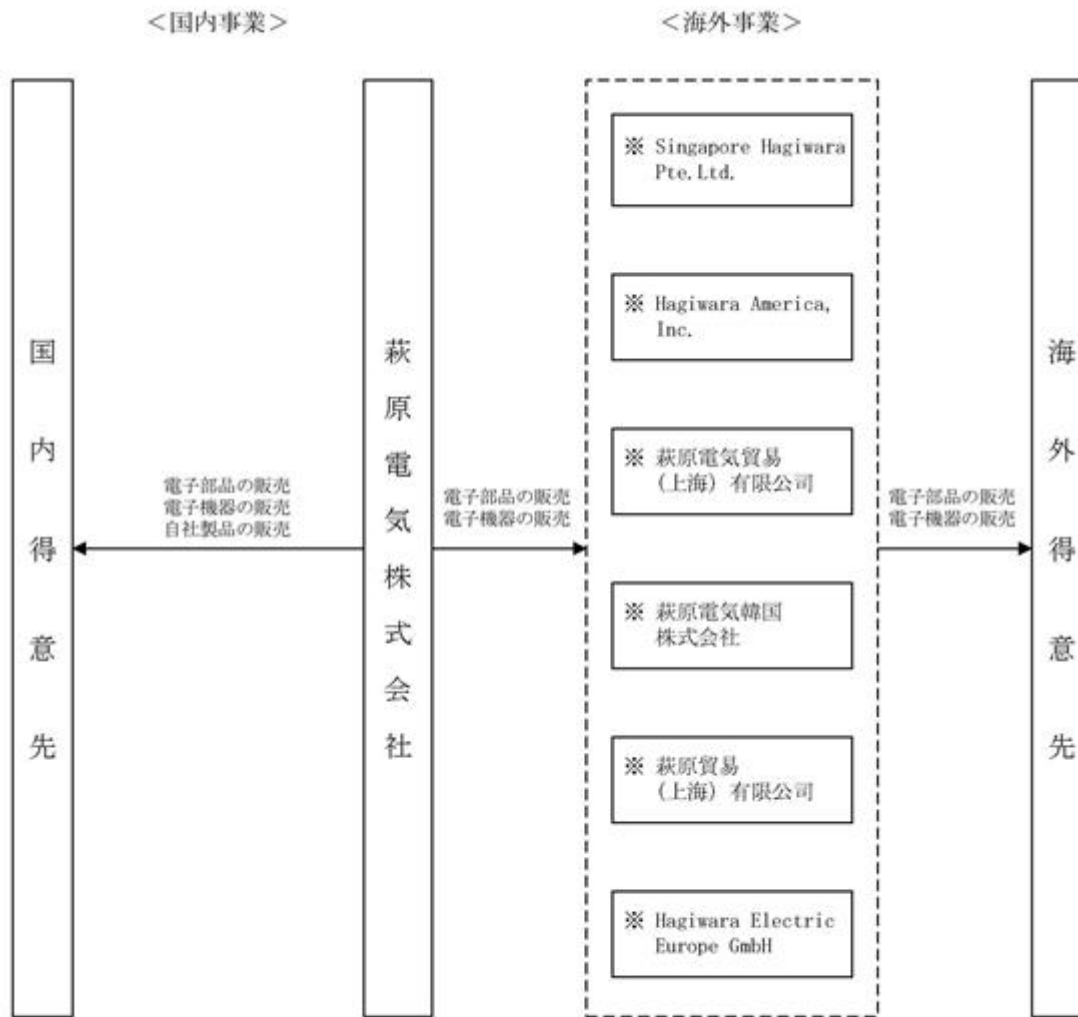 ＜国内事業＞
＜海外事業＞
国内得意先
電子部品の販売
電子機器の販売
自社製品の販売
萩原電気株式会社
電子部品の販売
電子機器の販売
※ Singapore Hagiwara
Pte.Ltd.
※ Hagiwara America,
Inc.
※ 萩原電気貿易
(上海) 有限公司
※ 萩原電気韓国
株式会社
※ 萩原貿易
(上海) 有限公司
※ Hagiwara Electric
Europe GmbH
電子部品の販売
電子機器の販売
海外得意先